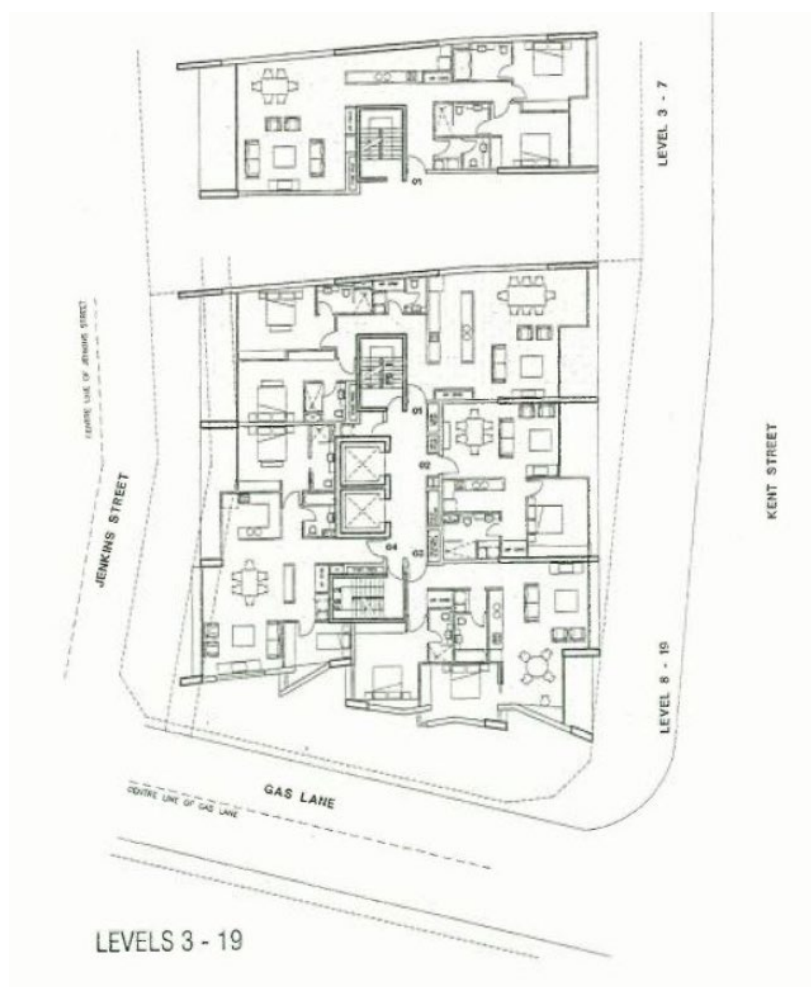 LEVEL 3 - 7
01
CENTRE LINE OF JENKINS STREET
JENKINS STREET
KENT STREET
01
02
04
03
LEVEL 8 - 19
GAS LANE
CENTRE LINE OF GAS LANE
LEVELS 3 - 19